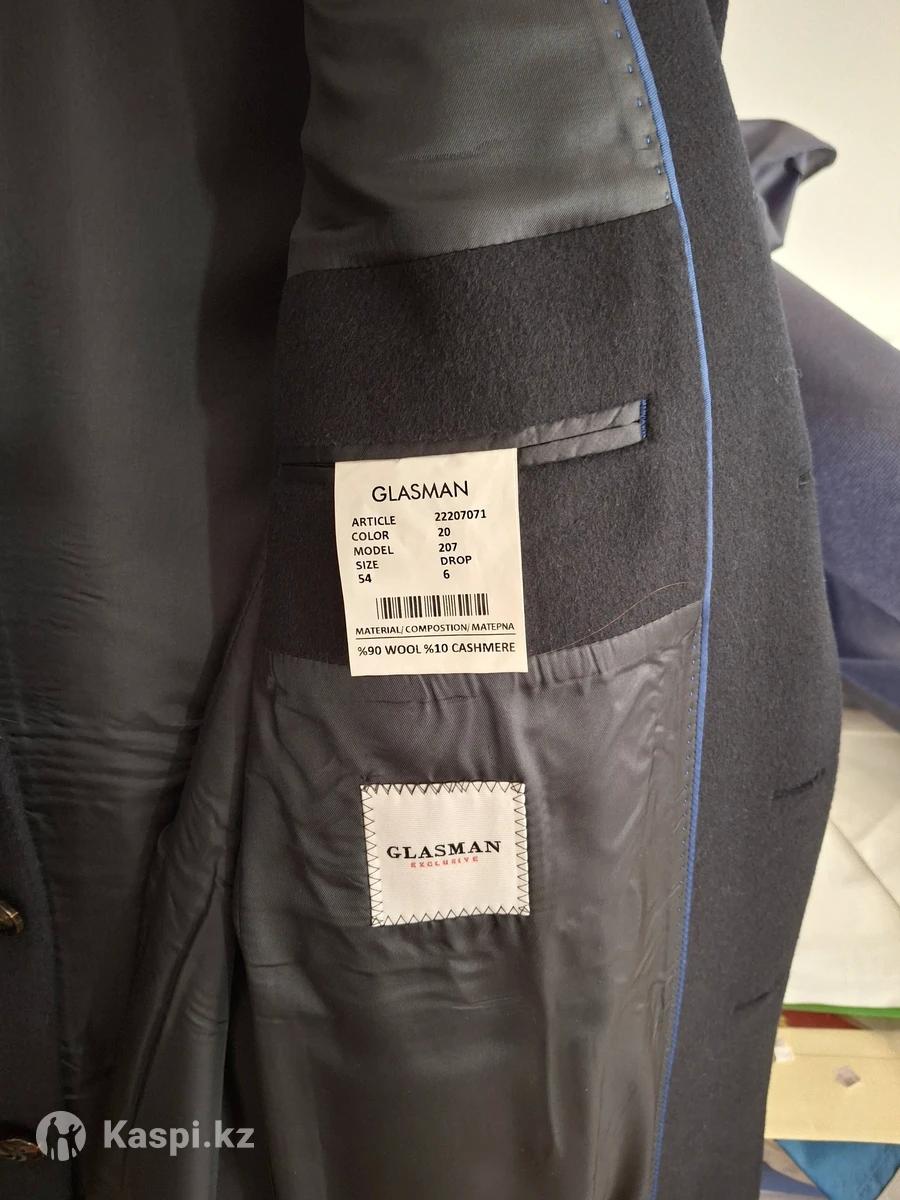 GLASMAN
ARTICLE 22207071
COLOR 20
MODEL 207
SIZE DROP
54 6
MATERIAL/COMPOSTION/МАТЕРNА
%90 WOOL %10 CASHMERE
GLASMAN
EXCLUSIVE
Kaspi.kz